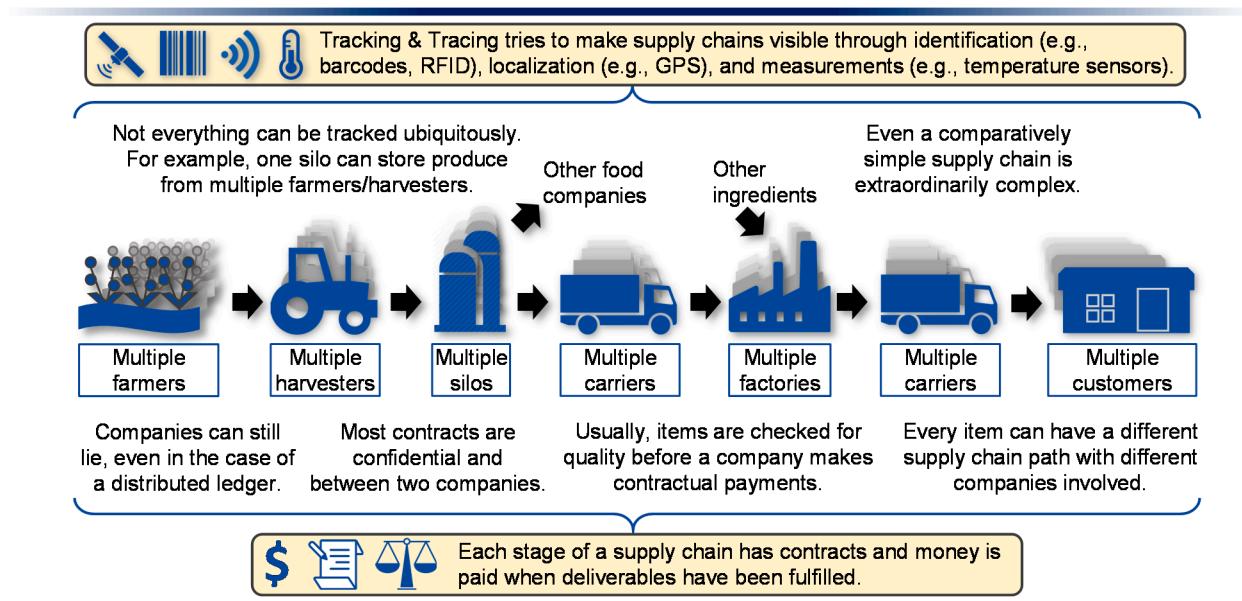 Tracking & Tracing tries to make supply chains visible through identification (e.g.,
barcodes, RFID), localization (e.g., GPS), and measurements (e.g., temperature sensors).
Not everything can be tracked ubiquitously.
For example, one silo can store produce
from multiple farmers/harvesters.
Other food
companies
Other
ingredients
Even a comparatively
simple supply chain is
extraordinarily complex.
Multiple
farmers
Multiple
harvesters
Multiple
silos
Multiple
carriers
Multiple
factories
Multiple
carriers
Multiple
customers
Companies can still
lie, even in the case of
a distributed ledger.
Most contracts are
confidential and
between two companies.
Usually, items are checked for
quality before a company makes
contractual payments.
Every item can have a different
supply chain path with different
companies involved.
$
Each stage of a supply chain has contracts and money is
paid when deliverables have been fulfilled.